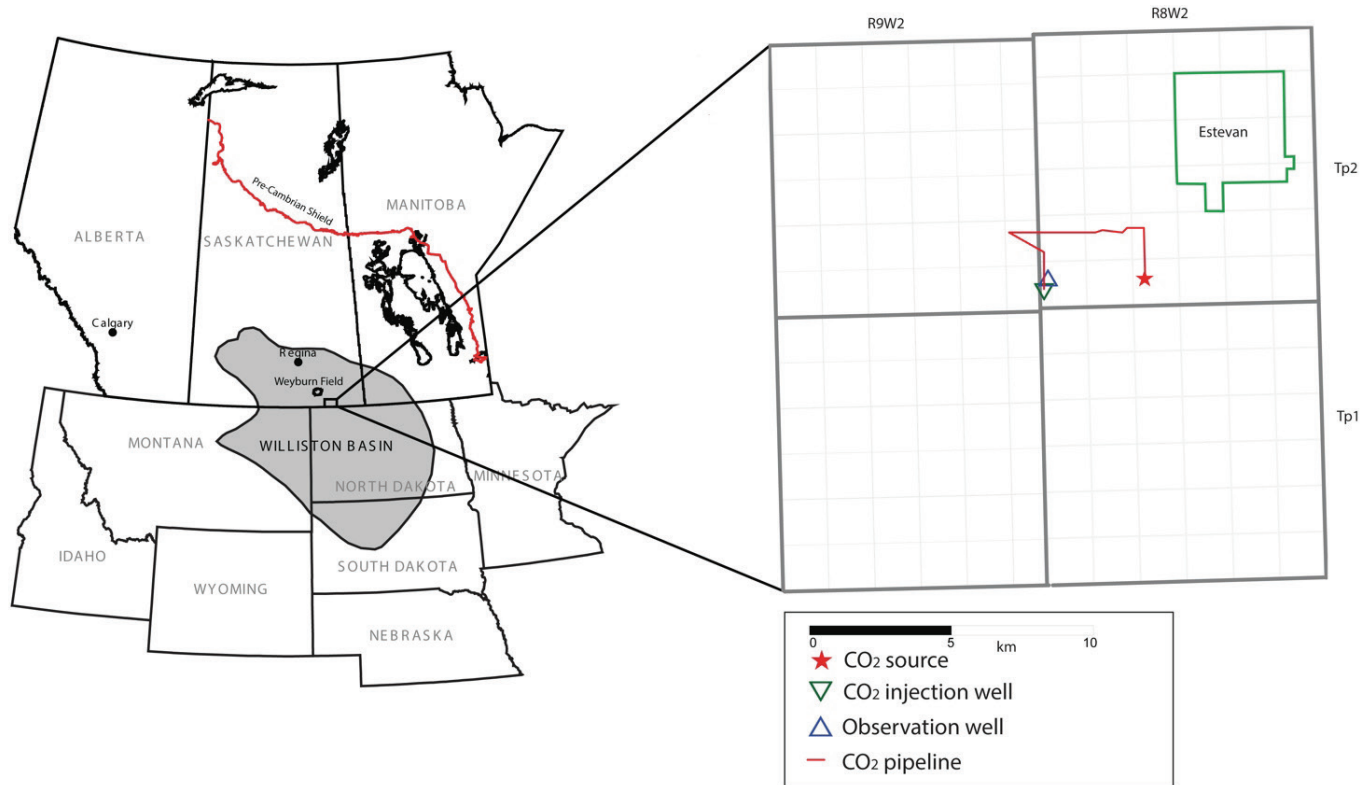 R9W2
R8W2
Estevan
Tp2
Tp1
Pre-Cambrian Shield
MANITOBA
ALBERTA
SASKATCHEWAN
Calgary
Regina
Weyburn Field
MONTANA
WILLISTON BASIN
NORTH DAKOTA
MINNESOTA
IDAHO
SOUTH DAKOTA
WYOMING
NEBRASKA
0 5 10
km
CO₂ source
CO₂ injection well
Observation well
CO₂ pipeline